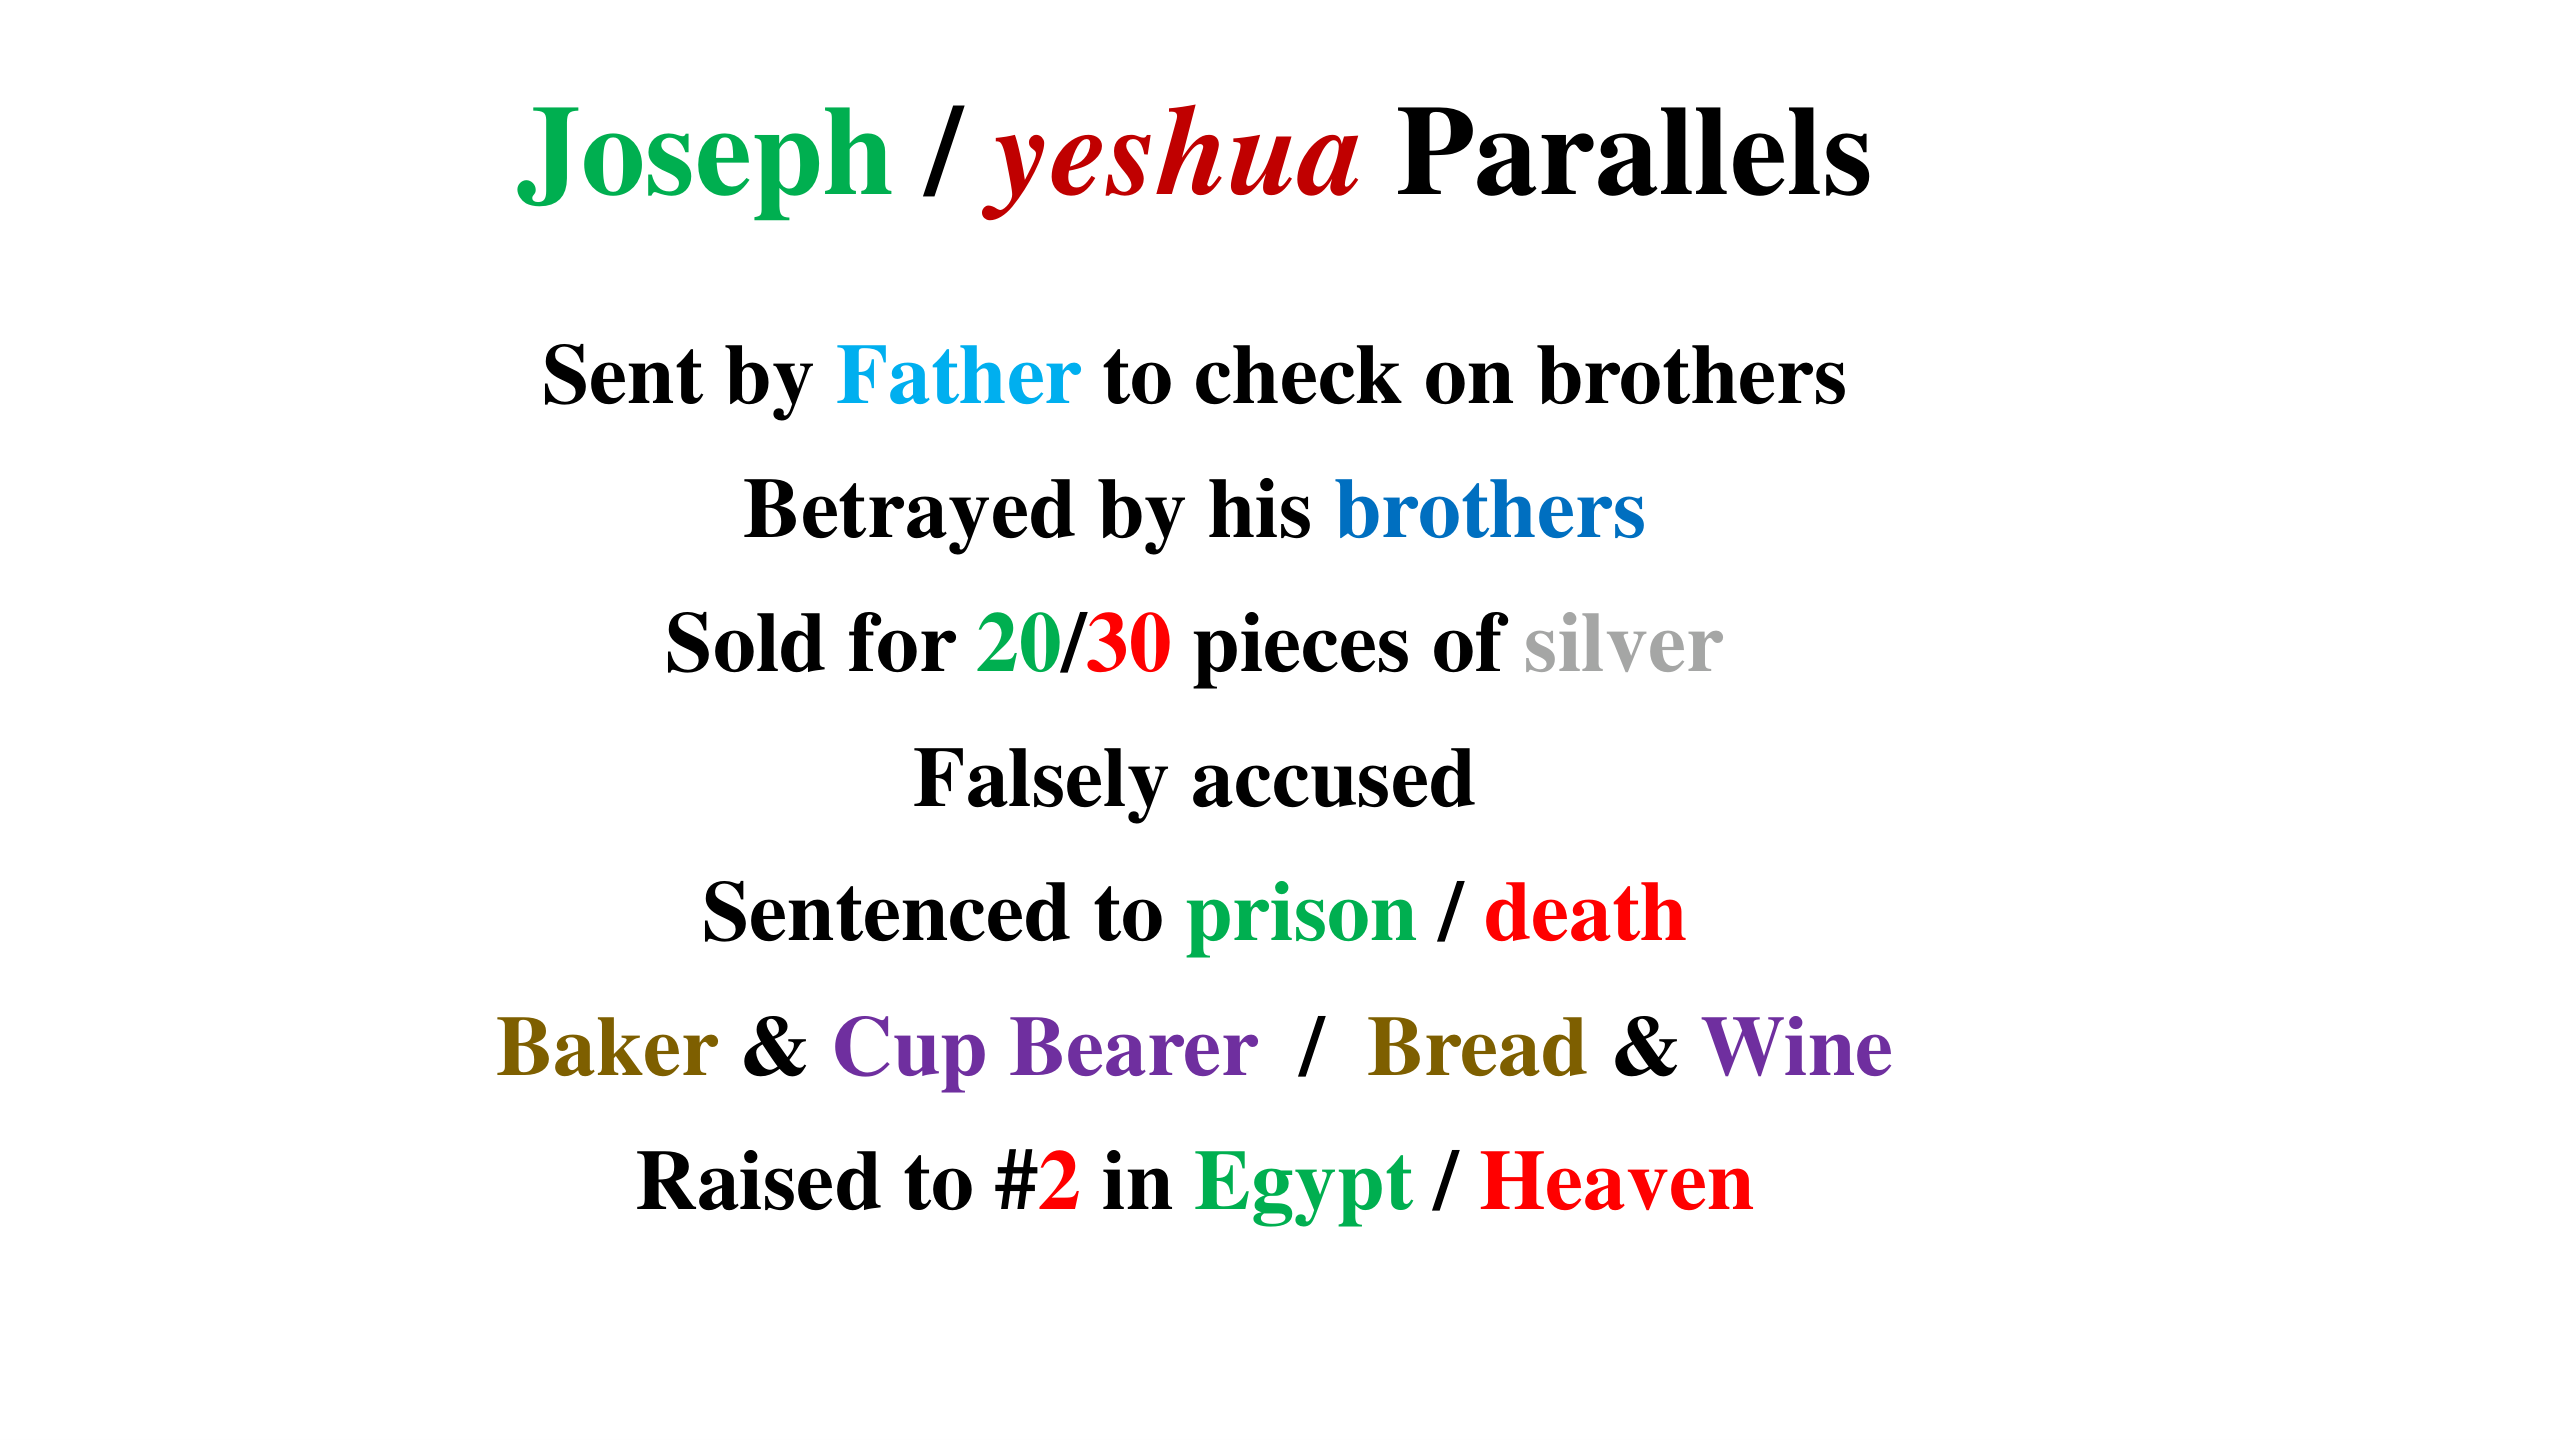 Joseph / yeshua Parallels
Sent by Father to check on brothers
Betrayed by his brothers
Sold for 20/30 pieces of silver
Falsely accused
Sentenced to prison / death
Baker & Cup Bearer / Bread & Wine
Raised to #2 in Egypt / Heaven